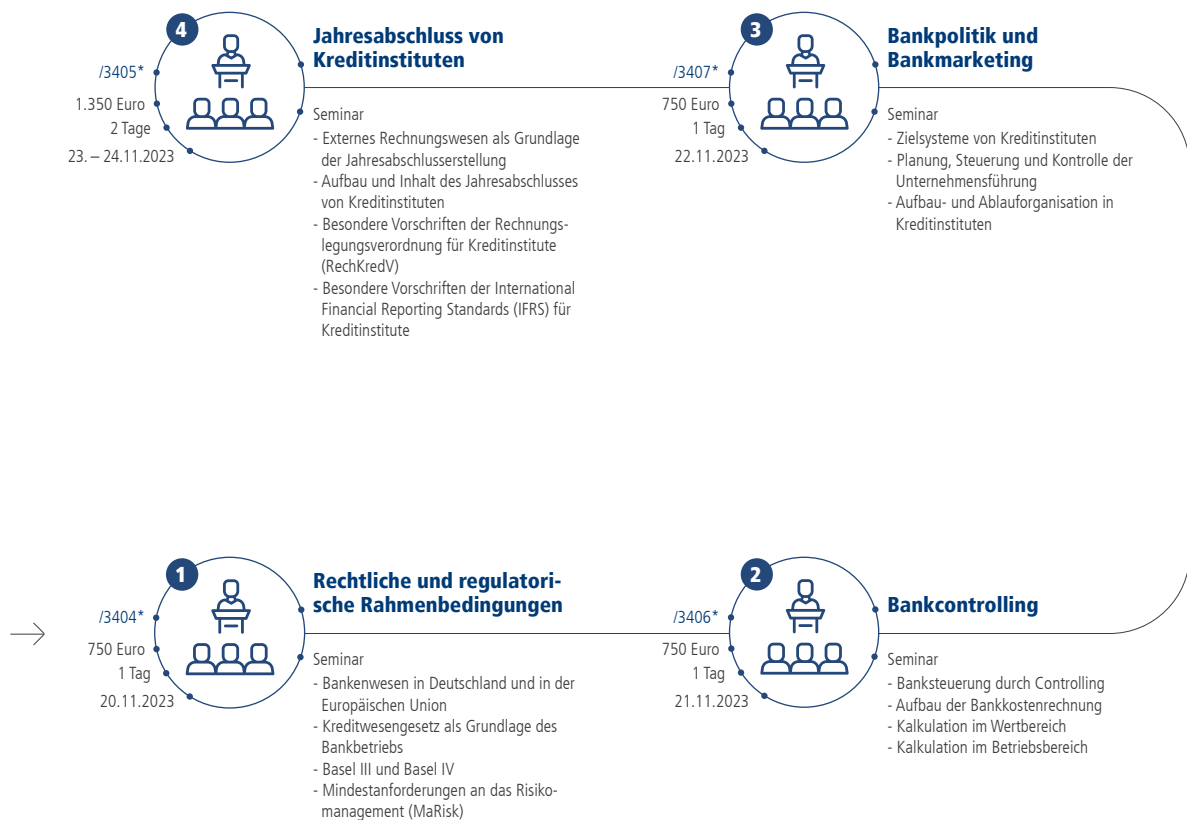 4
Jahresabschluss von
Kreditinstituten
/3405*
1.350 Euro
2 Tage
23. – 24.11.2023
Seminar
- Externes Rechnungswesen als Grundlage
der Jahresabschlusserstellung
- Aufbau und Inhalt des Jahresabschlusses
von Kreditinstituten
- Besondere Vorschriften der Rechnungs-
legungsverordnung für Kreditinstitute
(RechKredV)
- Besondere Vorschriften der International
Financial Reporting Standards (IFRS) für
Kreditinstitute
3
Bankpolitik und
Bankmarketing
/3407*
750 Euro
1 Tag
22.11.2023
Seminar
- Zielsysteme von Kreditinstituten
- Planung, Steuerung und Kontrolle der
Unternehmensführung
- Aufbau- und Ablauforganisation in
Kreditinstituten
1
Rechtliche und regulatori-
sche Rahmenbedingungen
/3404*
750 Euro
1 Tag
20.11.2023
Seminar
- Bankenwesen in Deutschland und in der
Europäischen Union
- Kreditwesengesetz als Grundlage des
Bankbetriebs
- Basel III und Basel IV
- Mindestanforderungen an das Risiko-
management (MaRisk)
2
Bankcontrolling
/3406*
750 Euro
1 Tag
21.11.2023
Seminar
- Banksteuerung durch Controlling
- Aufbau der Bankkostenrechnung
- Kalkulation im Wertbereich
- Kalkulation im Betriebsbereich